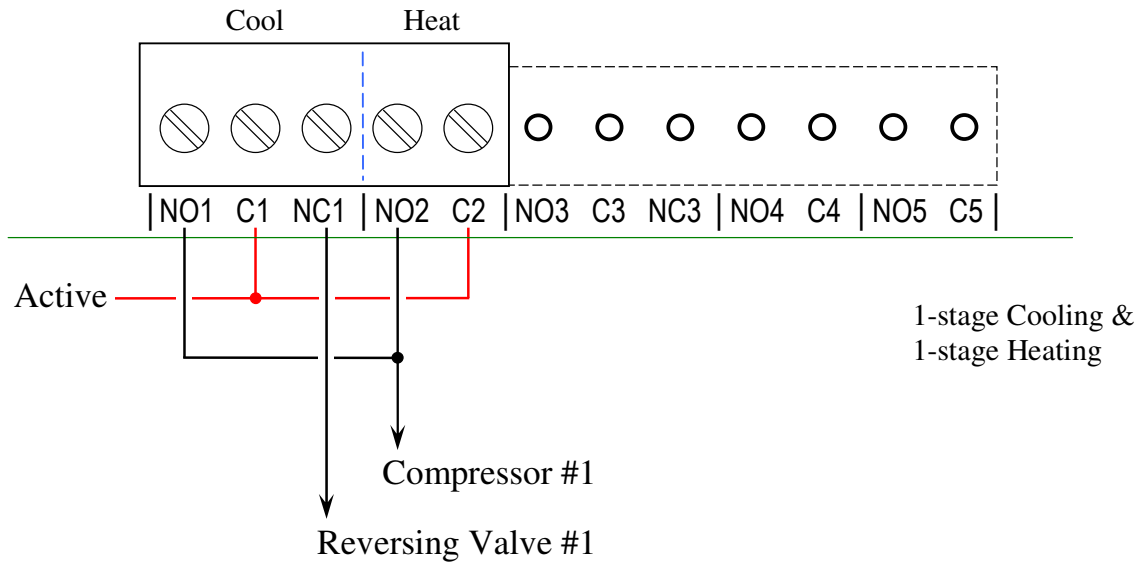 Cool Heat
|NO1 C1 NC1 |NO2 C2 |NO3 C3 NC3 |NO4 C4 |NO5 C5 |
Active
1-stage Cooling &
1-stage Heating
Compressor #1
Reversing Valve #1